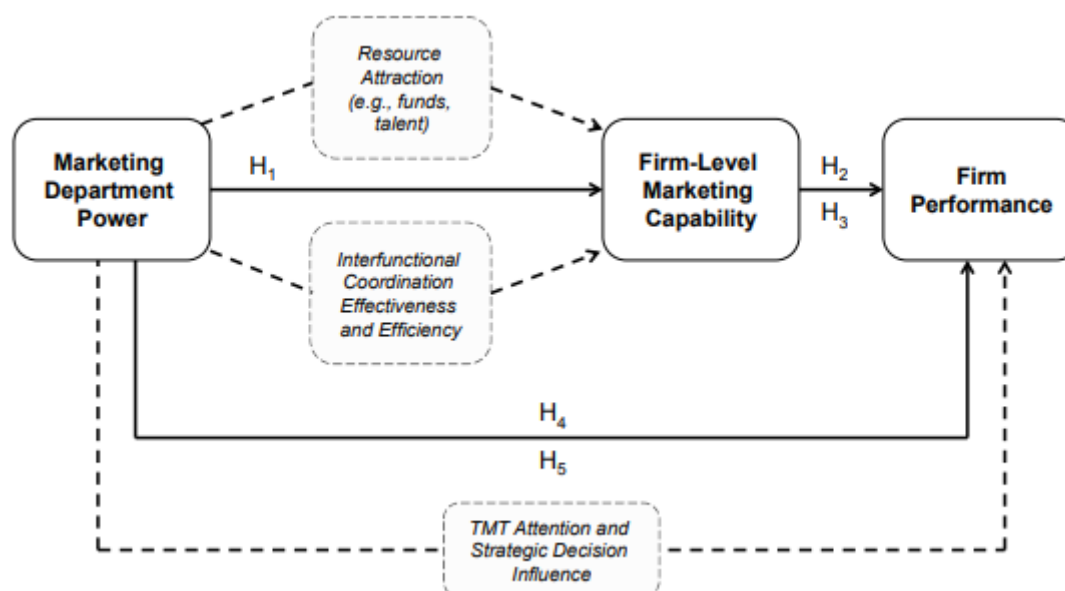 Resource
Attraction
(e.g., funds,
talent)
Marketing
Department
Power
H₁
Firm-Level
Marketing
Capability
H₂
H₃
Firm
Performance
Interfunctional
Coordination
Effectiveness
and Efficiency
H₄
H₅
TMT Attention and
Strategic Decision
Influence